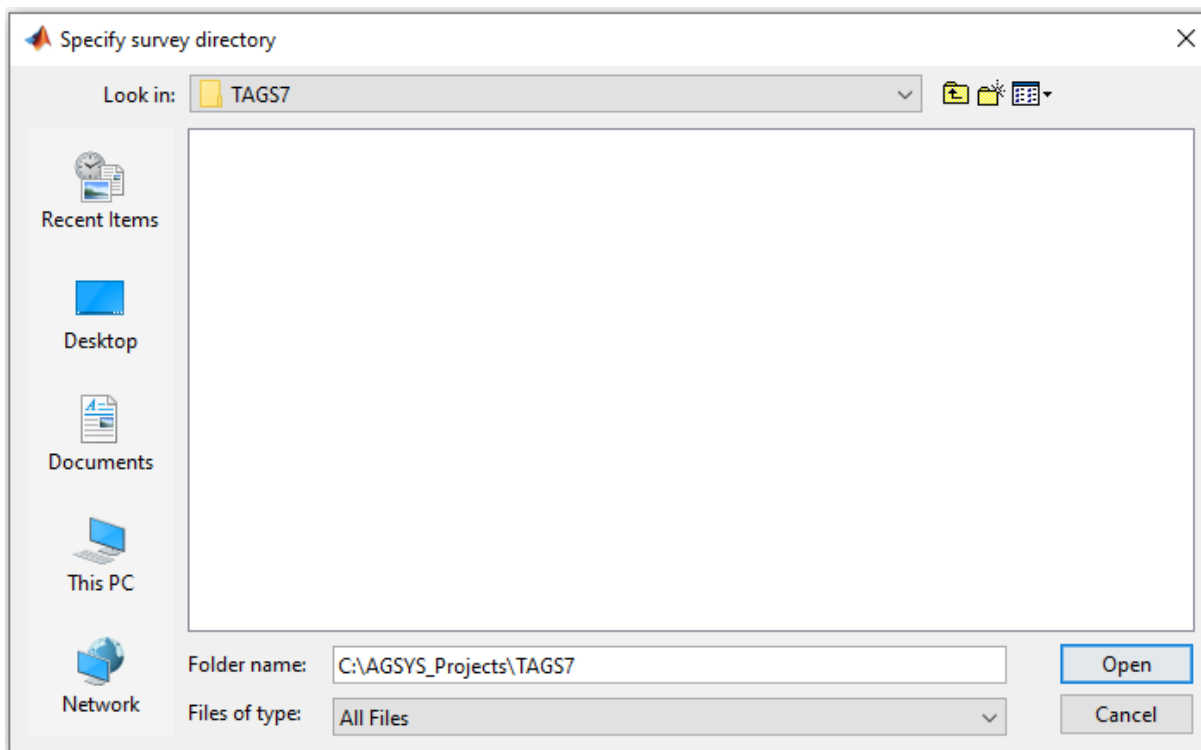 Specify survey directory
Look in: TAGS7
Recent Items
Desktop
Documents
This PC
Network
Folder name: C:\AGSYS_Projects\TAGS7 Open
Files of type: All Files Cancel